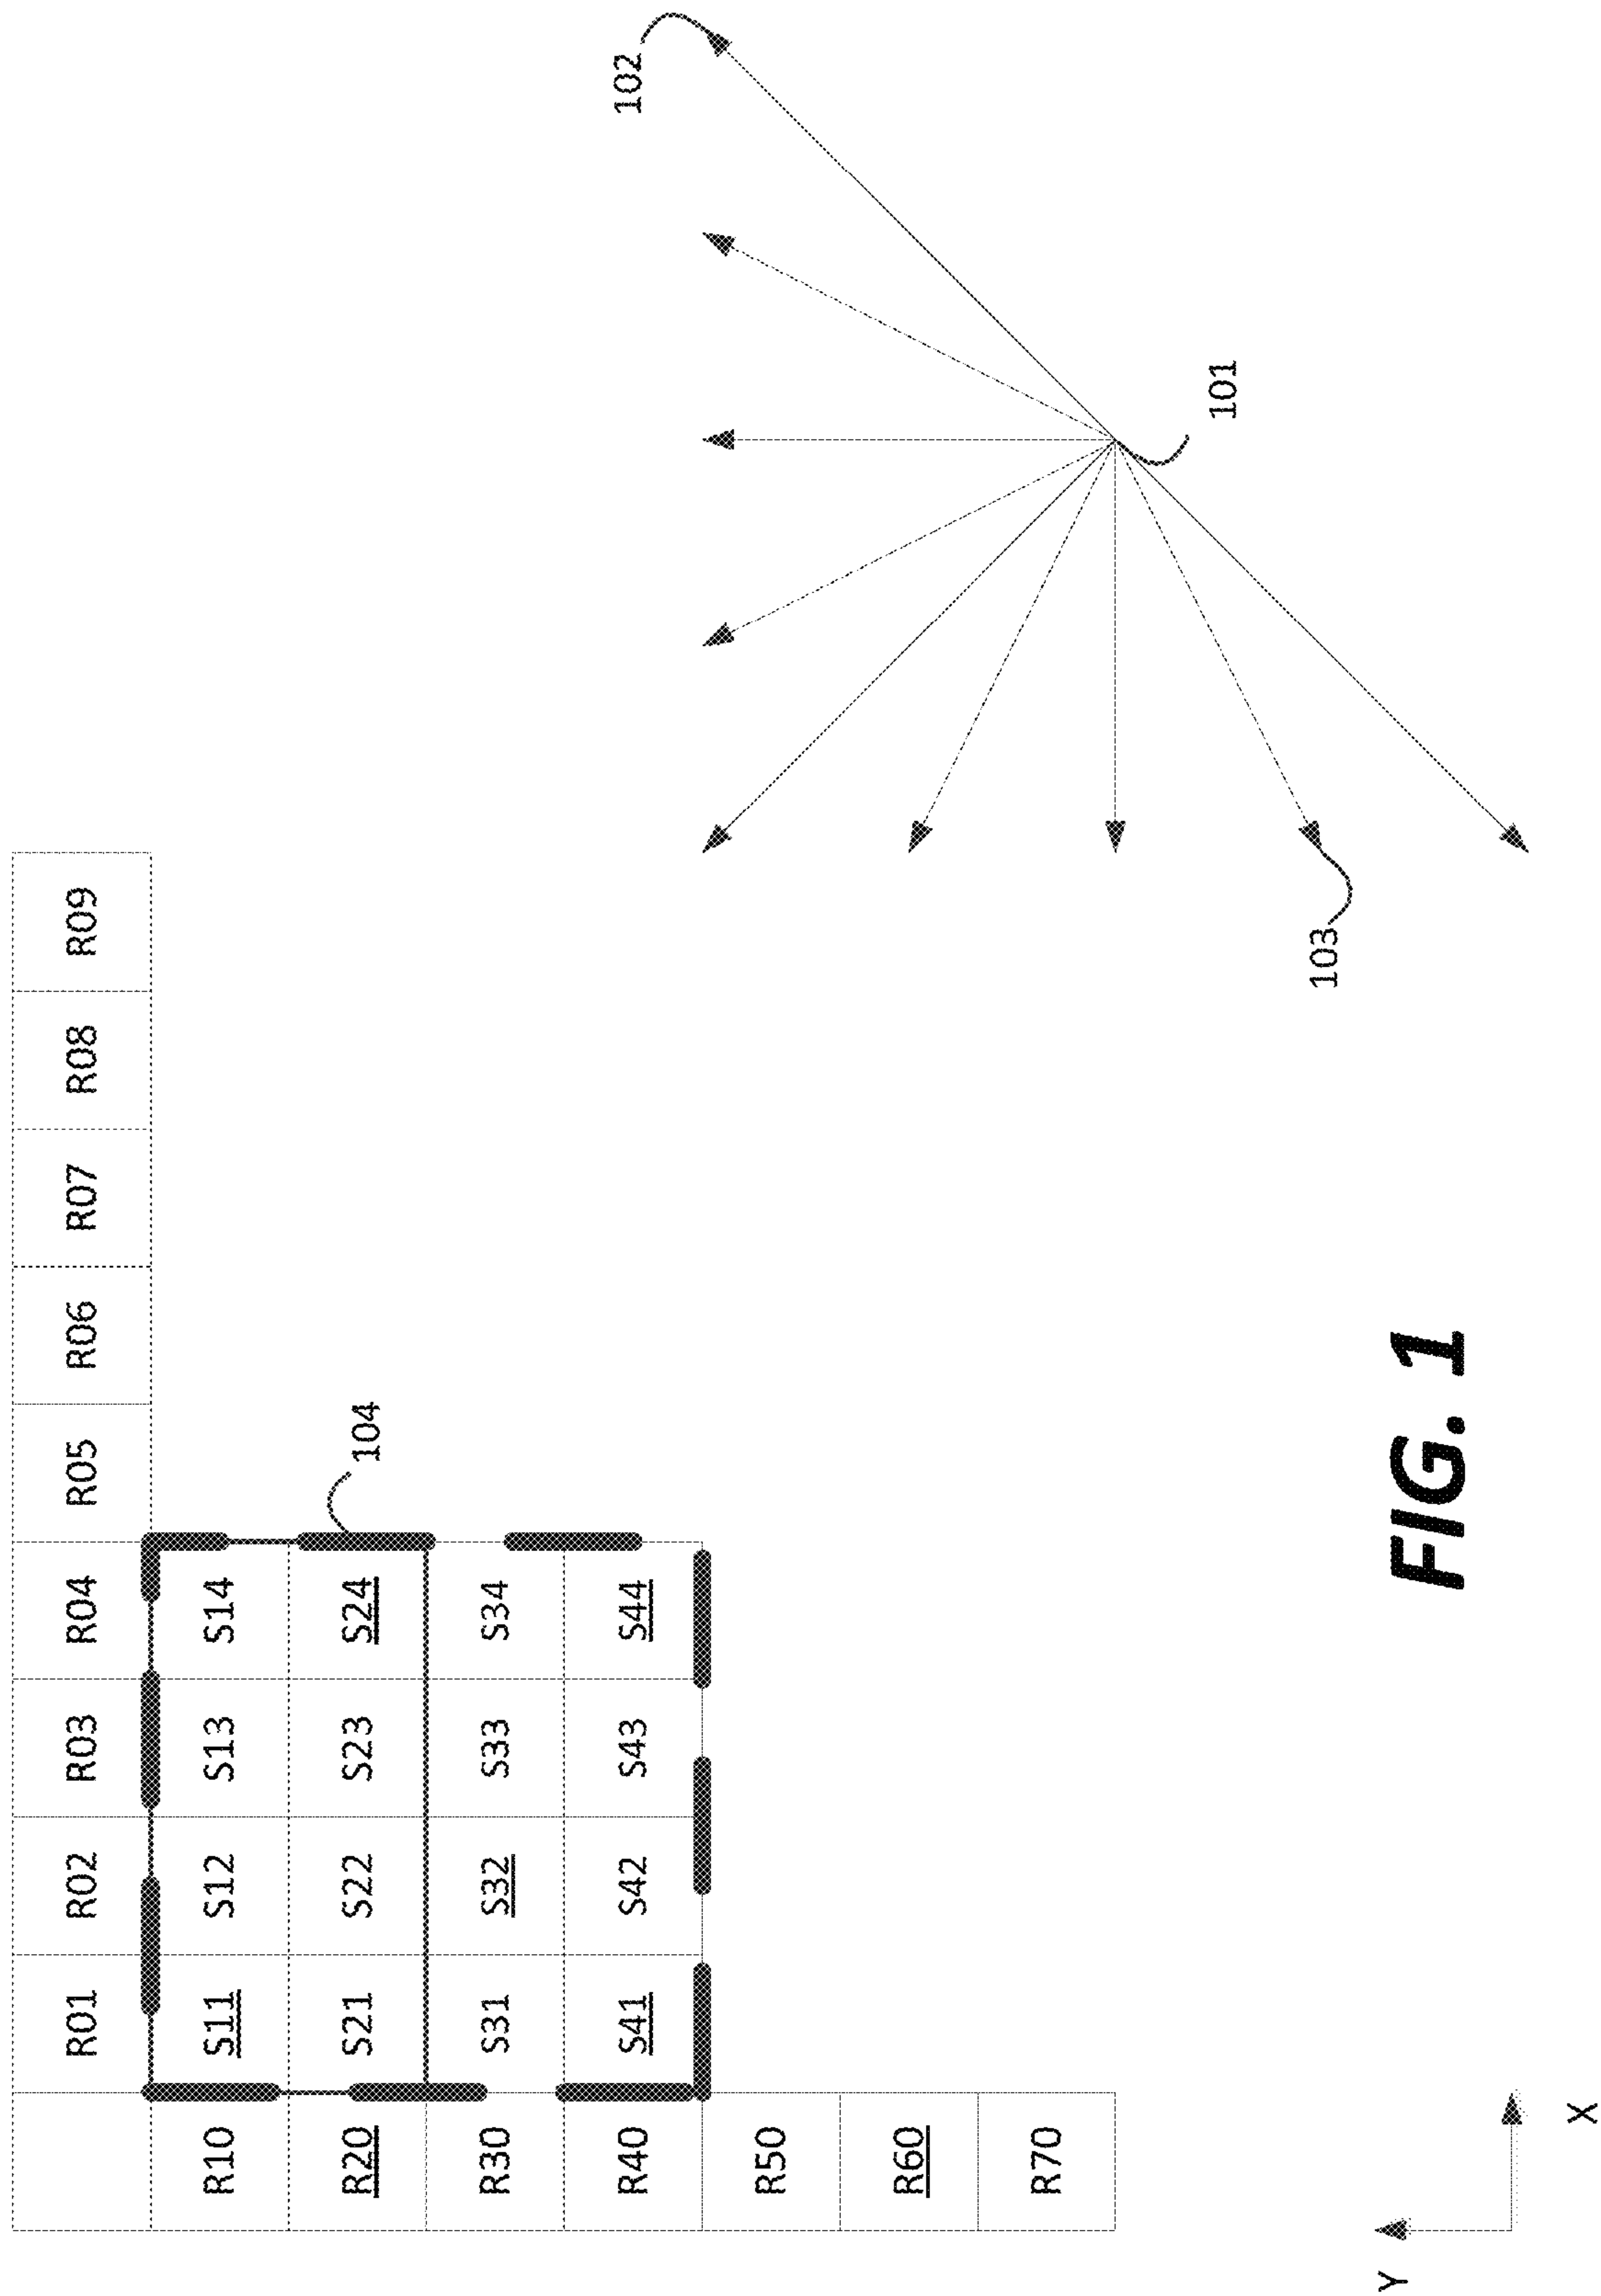 R01 R02 R03 R04 R05 R06 R07 R08 R09
R10 S11 S12 S13 S14
R20 S21 S22 S23 S24
R30 S31 S32 S33 S34
R40 S41 S42 S43 S44
R50
R60
R70
104
102
101
103
Y
X
FIG. 1